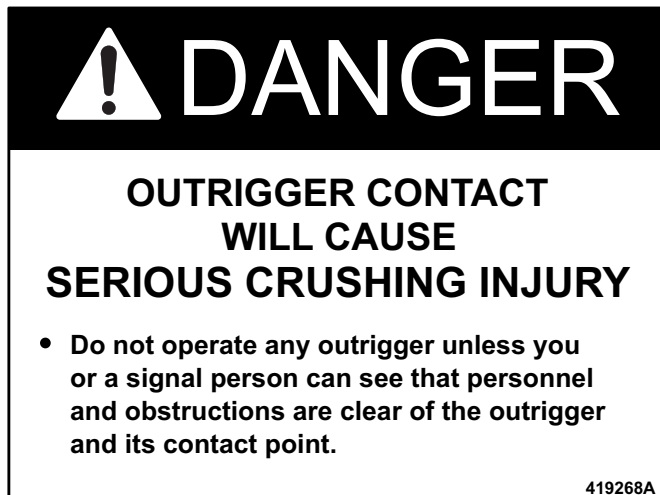 DANGER
OUTRIGGER CONTACT
WILL CAUSE
SERIOUS CRUSHING INJURY
• Do not operate any outrigger unless you
or a signal person can see that personnel
and obstructions are clear of the outrigger
and its contact point.
419268A